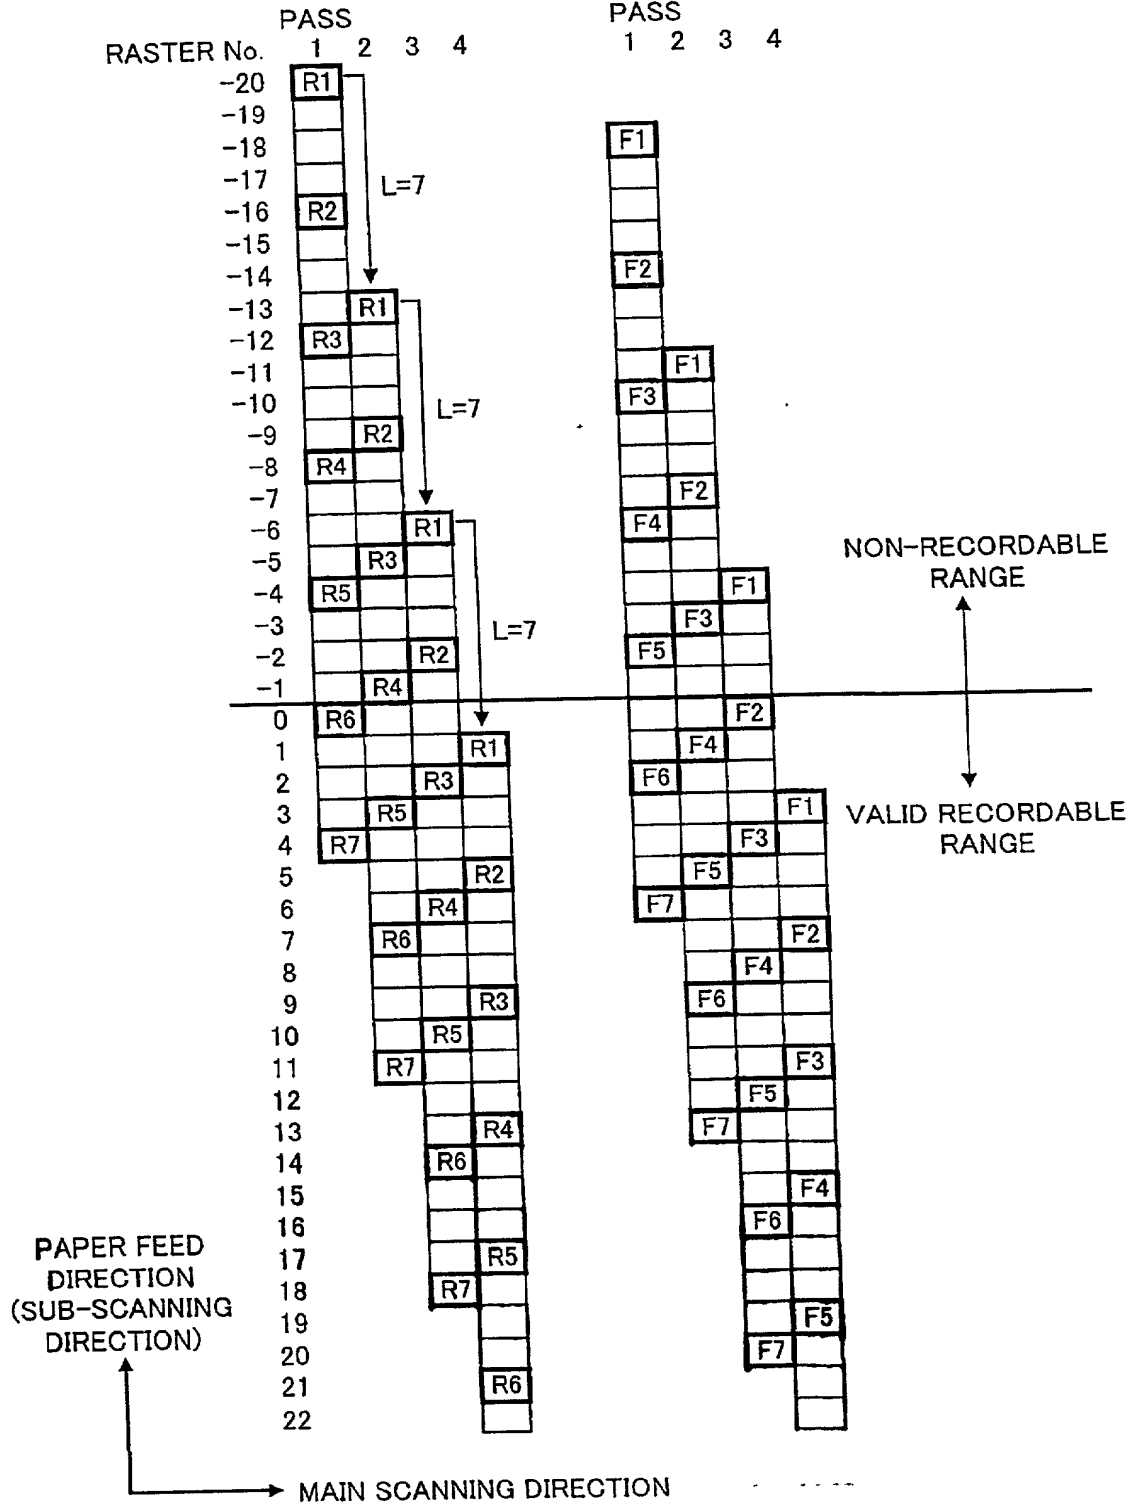 PASS PASS
RASTER No. 1 2 3 4 1 2 3 4
-20 R1
-19
-18 F1
-17 L=7
-16 R2
-15
-14 F2
-13 R1
-12 R3
-11 F1
-10 F3 L=7
-9 R2
-8 R4
-7 F2
-6 R1 F4
-5 R3
-4 R5 F1
-3 F3 L=7
-2 R2 F5
-1 R4
0 R6 F2
1 R1 F4
2 R3 F6
3 R5 F1
4 R7 F3
5 R2 F5
6 R4 F7
7 R6 F2
8 F4
9 R3 F6
10 R5
11 R7 F3
12 F5
13 R4 F7
14 R6
15 F4
16 F6
17 R5
18 R7
19 F5
20 F7
21 R6
22
NON-RECORDABLE
RANGE
VALID RECORDABLE
RANGE
PAPER FEED
DIRECTION
(SUB-SCANNING
DIRECTION)
MAIN SCANNING DIRECTION